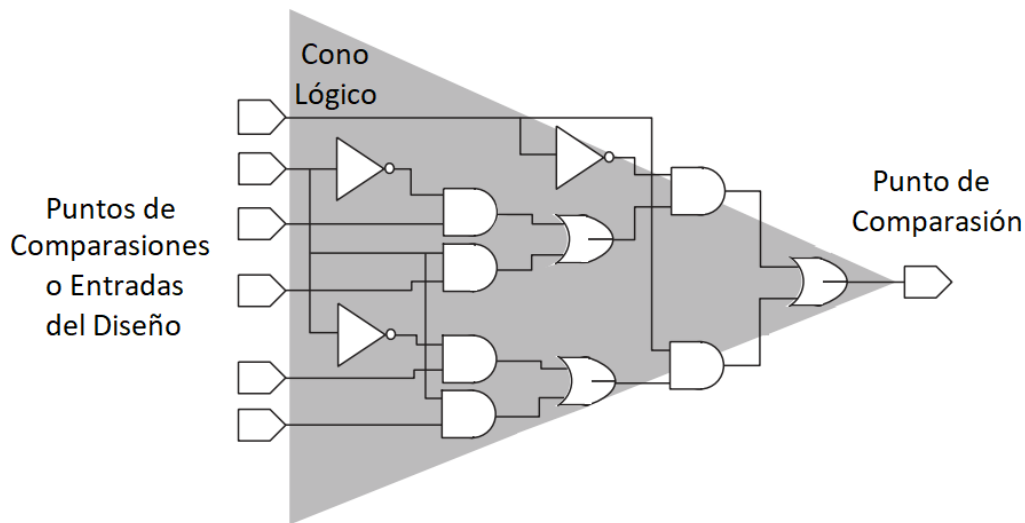 Cono
Lógico
Puntos de
Comparasiones
o Entradas
del Diseño
Punto de
Comparasión